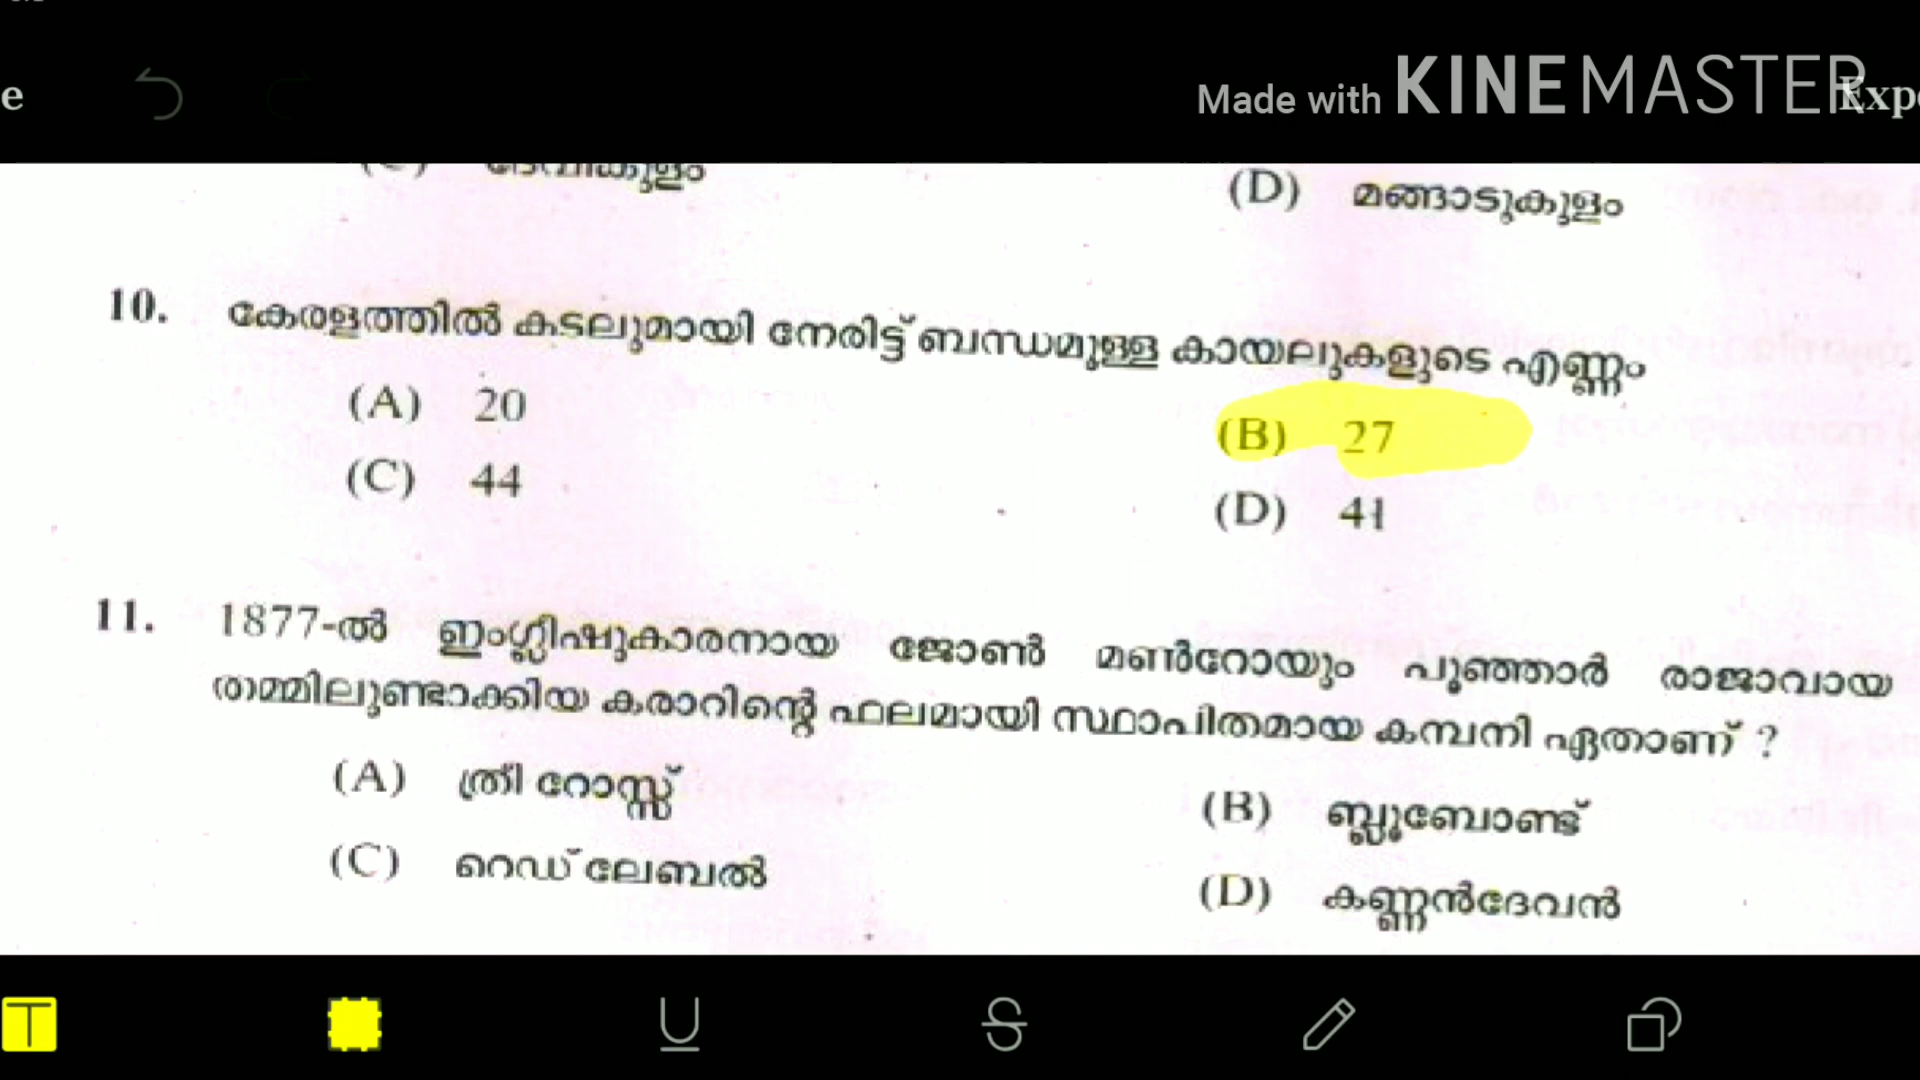 e
Made with KINEMASTER
(D) മങ്ങാടുകുളം
10. കേരളത്തിൽ കടലുമായി നേരിട്ട് ബന്ധമുള്ള കായലുകളുടെ എണ്ണം
(A) 20
(B) 27
(C) 44
(D) 41
11. 1877-ൽ ഇംഗ്ലീഷുകാരനായ ജോൺ മൺറോയും പൂഞ്ഞാർ രാജാവായ
തമ്മിലുണ്ടാക്കിയ കരാറിന്റെ ഫലമായി സ്ഥാപിതമായ കമ്പനി ഏതാണ് ?
(A) ത്രീ റോസ്സ്
(B) ബ്ലൂബോണ്ട്
(C) റെഡ് ലേബൽ
(D) കണ്ണൻദേവൻ